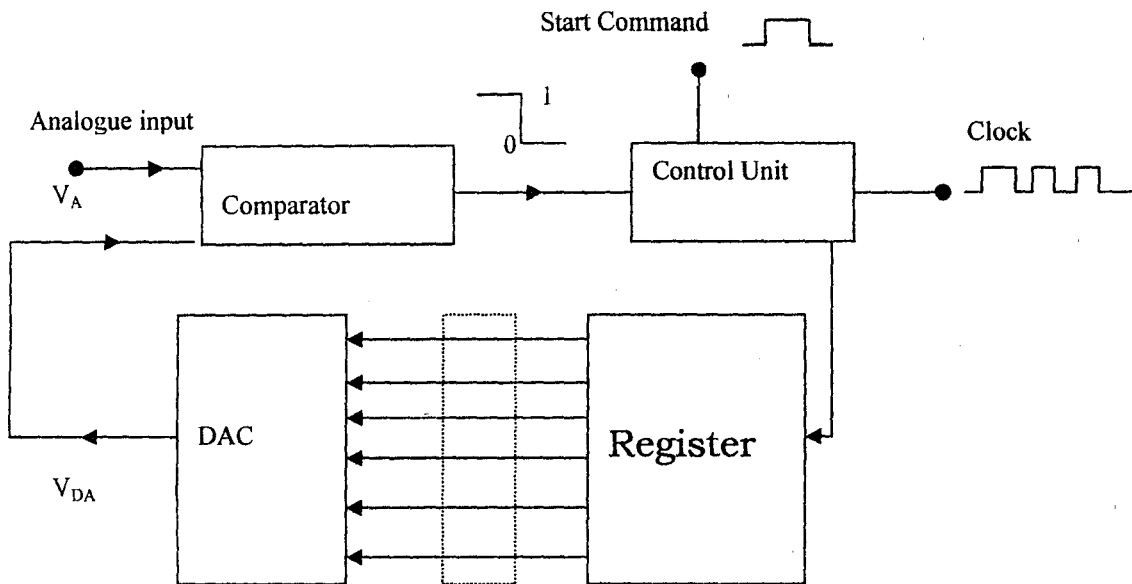 Start Command
1
Analogue input
0
Clock
Control Unit
V_A
Comparator
DAC
Register
V_DA